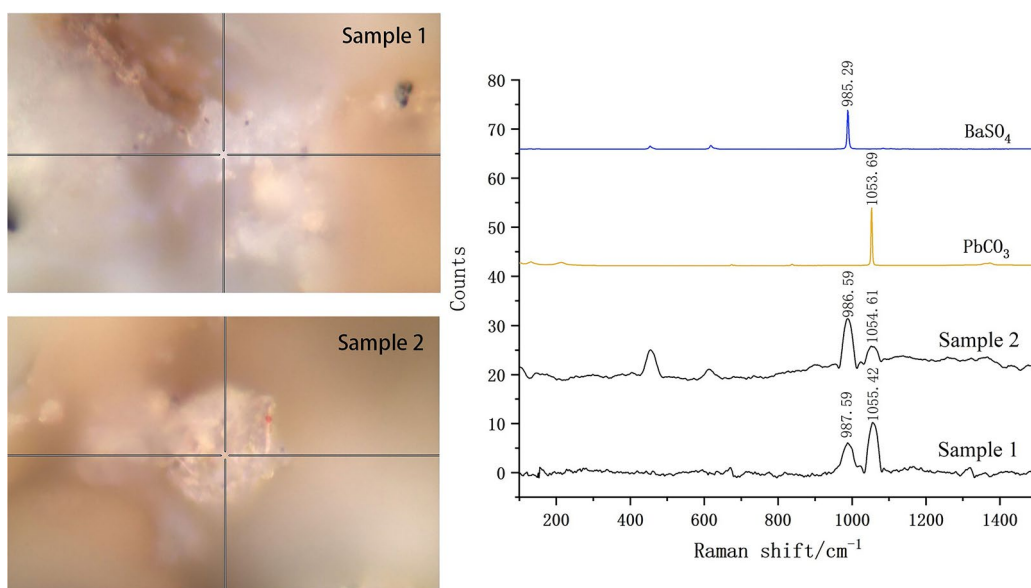 Sample 1
Sample 2
80
70
60
50
40
30
20
10
0
Counts
985.29
BaSO4
1053.69
PbCO3
986.59
1054.61
Sample 2
987.59
1055.42
Sample 1
200 400 600 800 1000 1200 1400
Raman shift/cm⁻¹